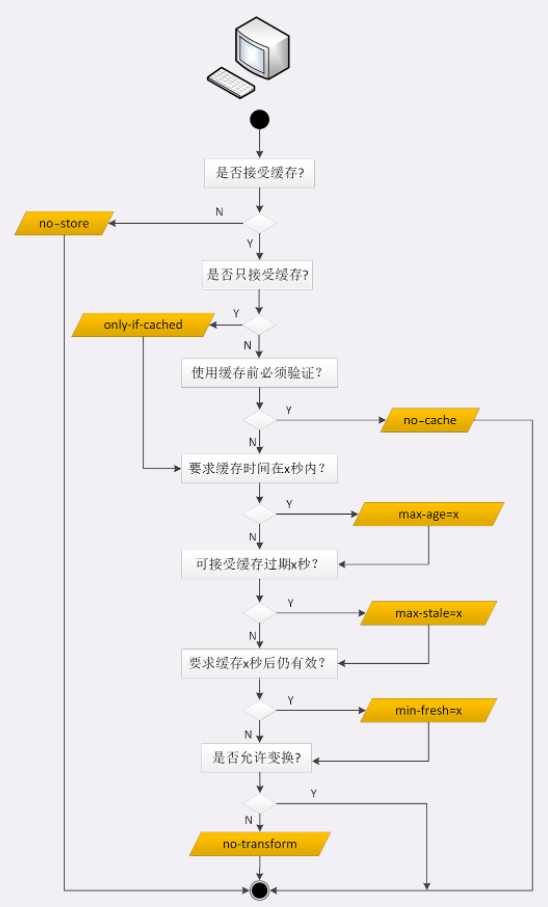 是否接受缓存?
N
no-store
Y
是否只接受缓存?
Y
only-if-cached
N
使用缓存前必须验证?
Y
no-cache
N
要求缓存时间在x秒内?
Y
max-age=x
N
可接受缓存过期x秒?
Y
max-stale=x
N
要求缓存x秒后仍有效?
Y
min-fresh=x
N
是否允许变换?
Y
N
no-transform